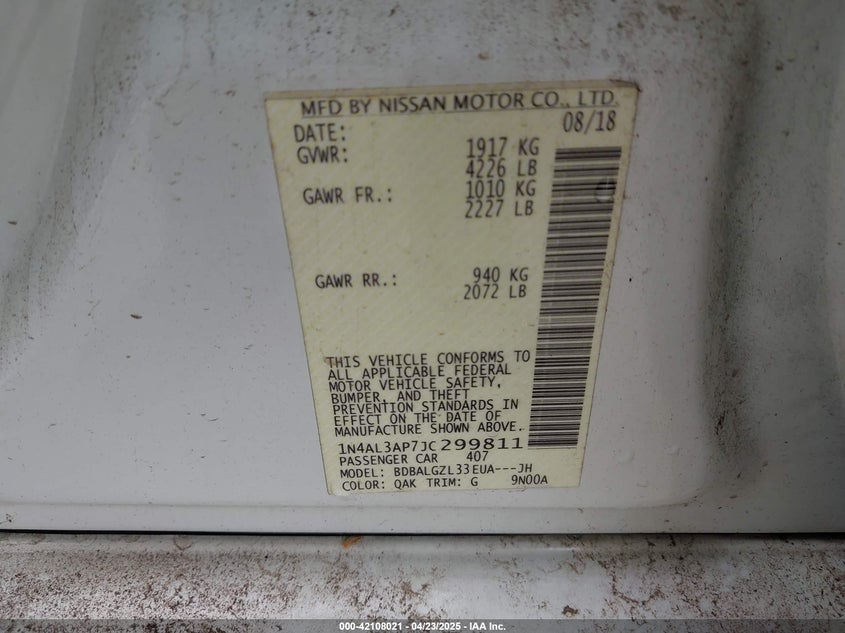 MFD BY NISSAN MOTOR CO., LTD.
DATE: 08/18
GVWR: 1917 KG
4226 LB
GAWR FR.: 1010 KG
2227 LB
GAWR RR.: 940 KG
2072 LB
THIS VEHICLE CONFORMS TO
ALL APPLICABLE FEDERAL
MOTOR VEHICLE SAFETY,
BUMPER, AND THEFT
PREVENTION STANDARDS IN
EFFECT ON THE DATE OF
MANUFACTURE SHOWN ABOVE.
1N4AL3AP7JC299811
PASSENGER CAR 407
MODEL: BDBALGZL33EUA---JH
COLOR: QAK TRIM: G 9N00A
000-42108021 - 04/23/2025 - IAA Inc.